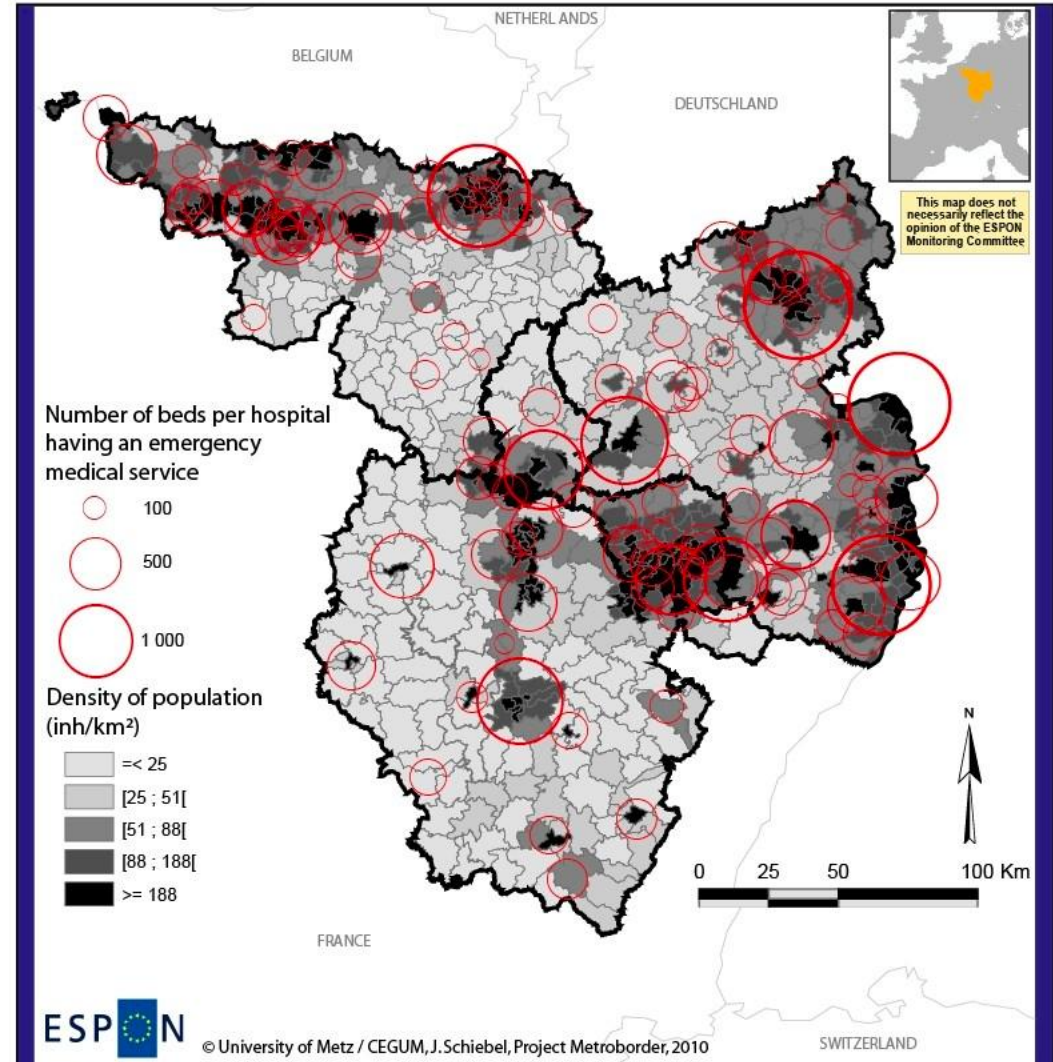 NETHERLANDS
BELGIUM
DEUTSCHLAND
This map does not
necessarily reflect the
opinion of the ESPON
Monitoring Committee
Number of beds per hospital
having an emergency
medical service
100
500
1 000
Density of population
(inh/km²)
=< 25
[25 ; 51[
[51 ; 88[
[88 ; 188[
>= 188
N
0 25 50 100 Km
FRANCE
SWITZERLAND
ESPON
© University of Metz / CEGUM, J. Schiebel, Project Metroborder, 2010